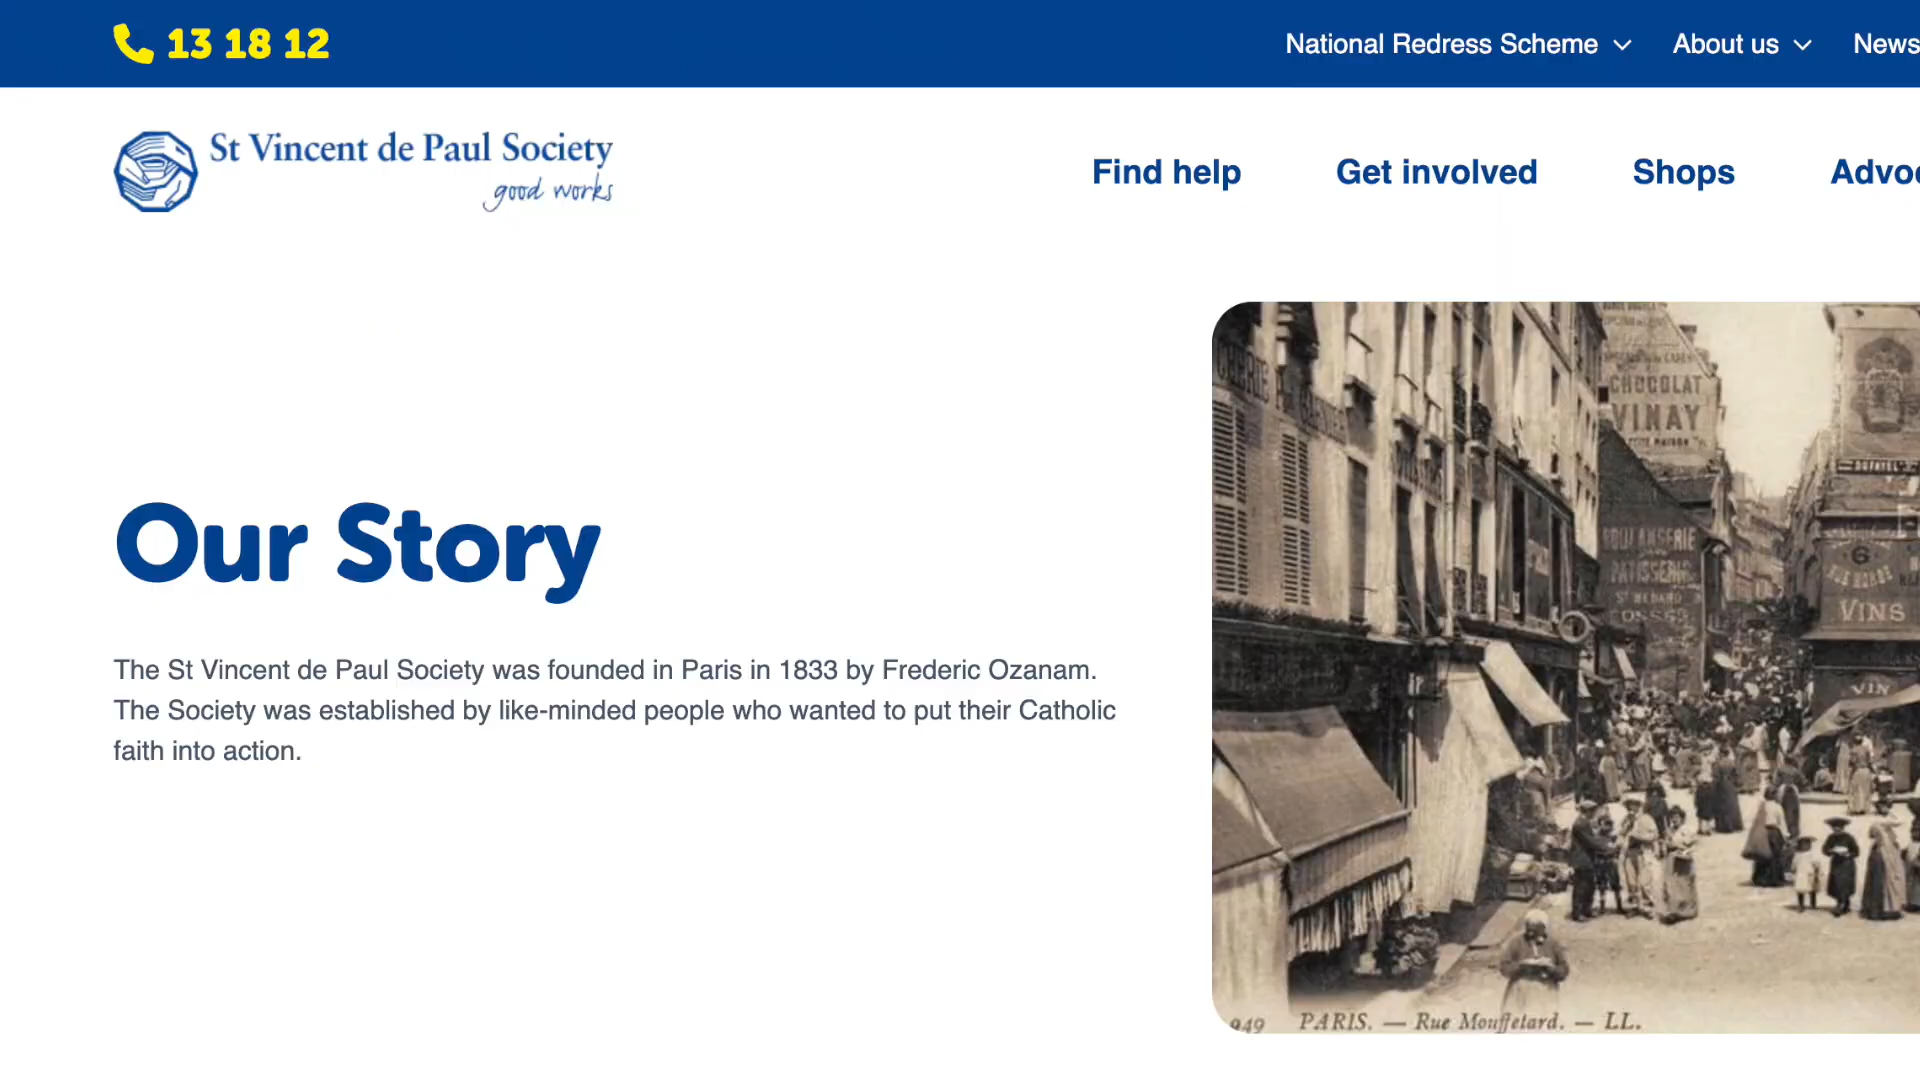 13 18 12
National Redress Scheme
About us
News
St Vincent de Paul Society
good works
Find help
Get involved
Shops
Our Story
The St Vincent de Paul Society was founded in Paris in 1833 by Frederic Ozanam.
The Society was established by like-minded people who wanted to put their Catholic
faith into action.
CHOCOLAT
VINAY
BOULANGERIE
PATISSERIE
6
VINS
VIN
949 PARIS. — Rue Mouffetard. — LL.